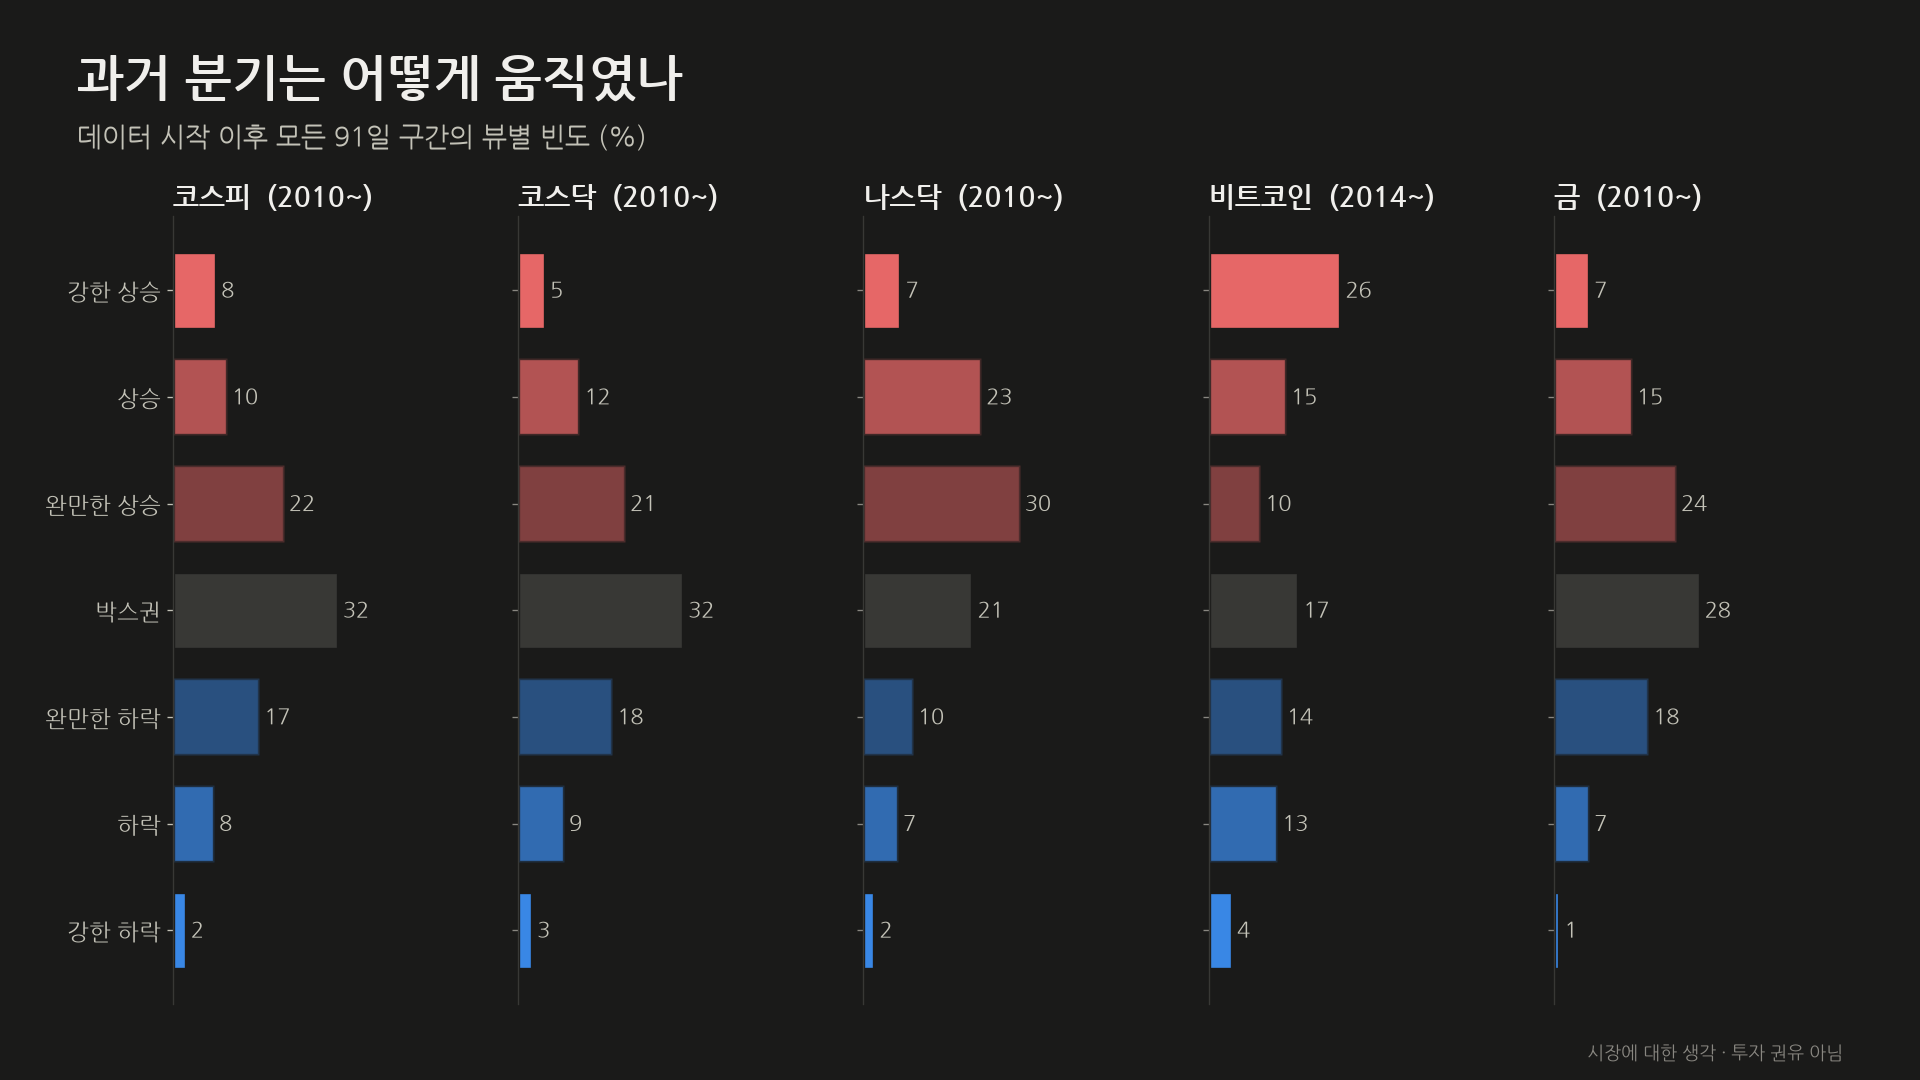 과거 분기는 어떻게 움직였나
데이터 시작 이후 모든 91일 구간의 뷰별 빈도 (%)
코스피 (2010~) 코스닥 (2010~) 나스닥 (2010~) 비트코인 (2014~) 금 (2010~)
강한 상승 8 5 7 26 7
상승 10 12 23 15 15
완만한 상승 22 21 30 10 24
박스권 32 32 21 17 28
완만한 하락 17 18 10 14 18
하락 8 9 7 13 7
강한 하락 2 3 2 4 1
시장에 대한 생각 · 투자 권유 아님